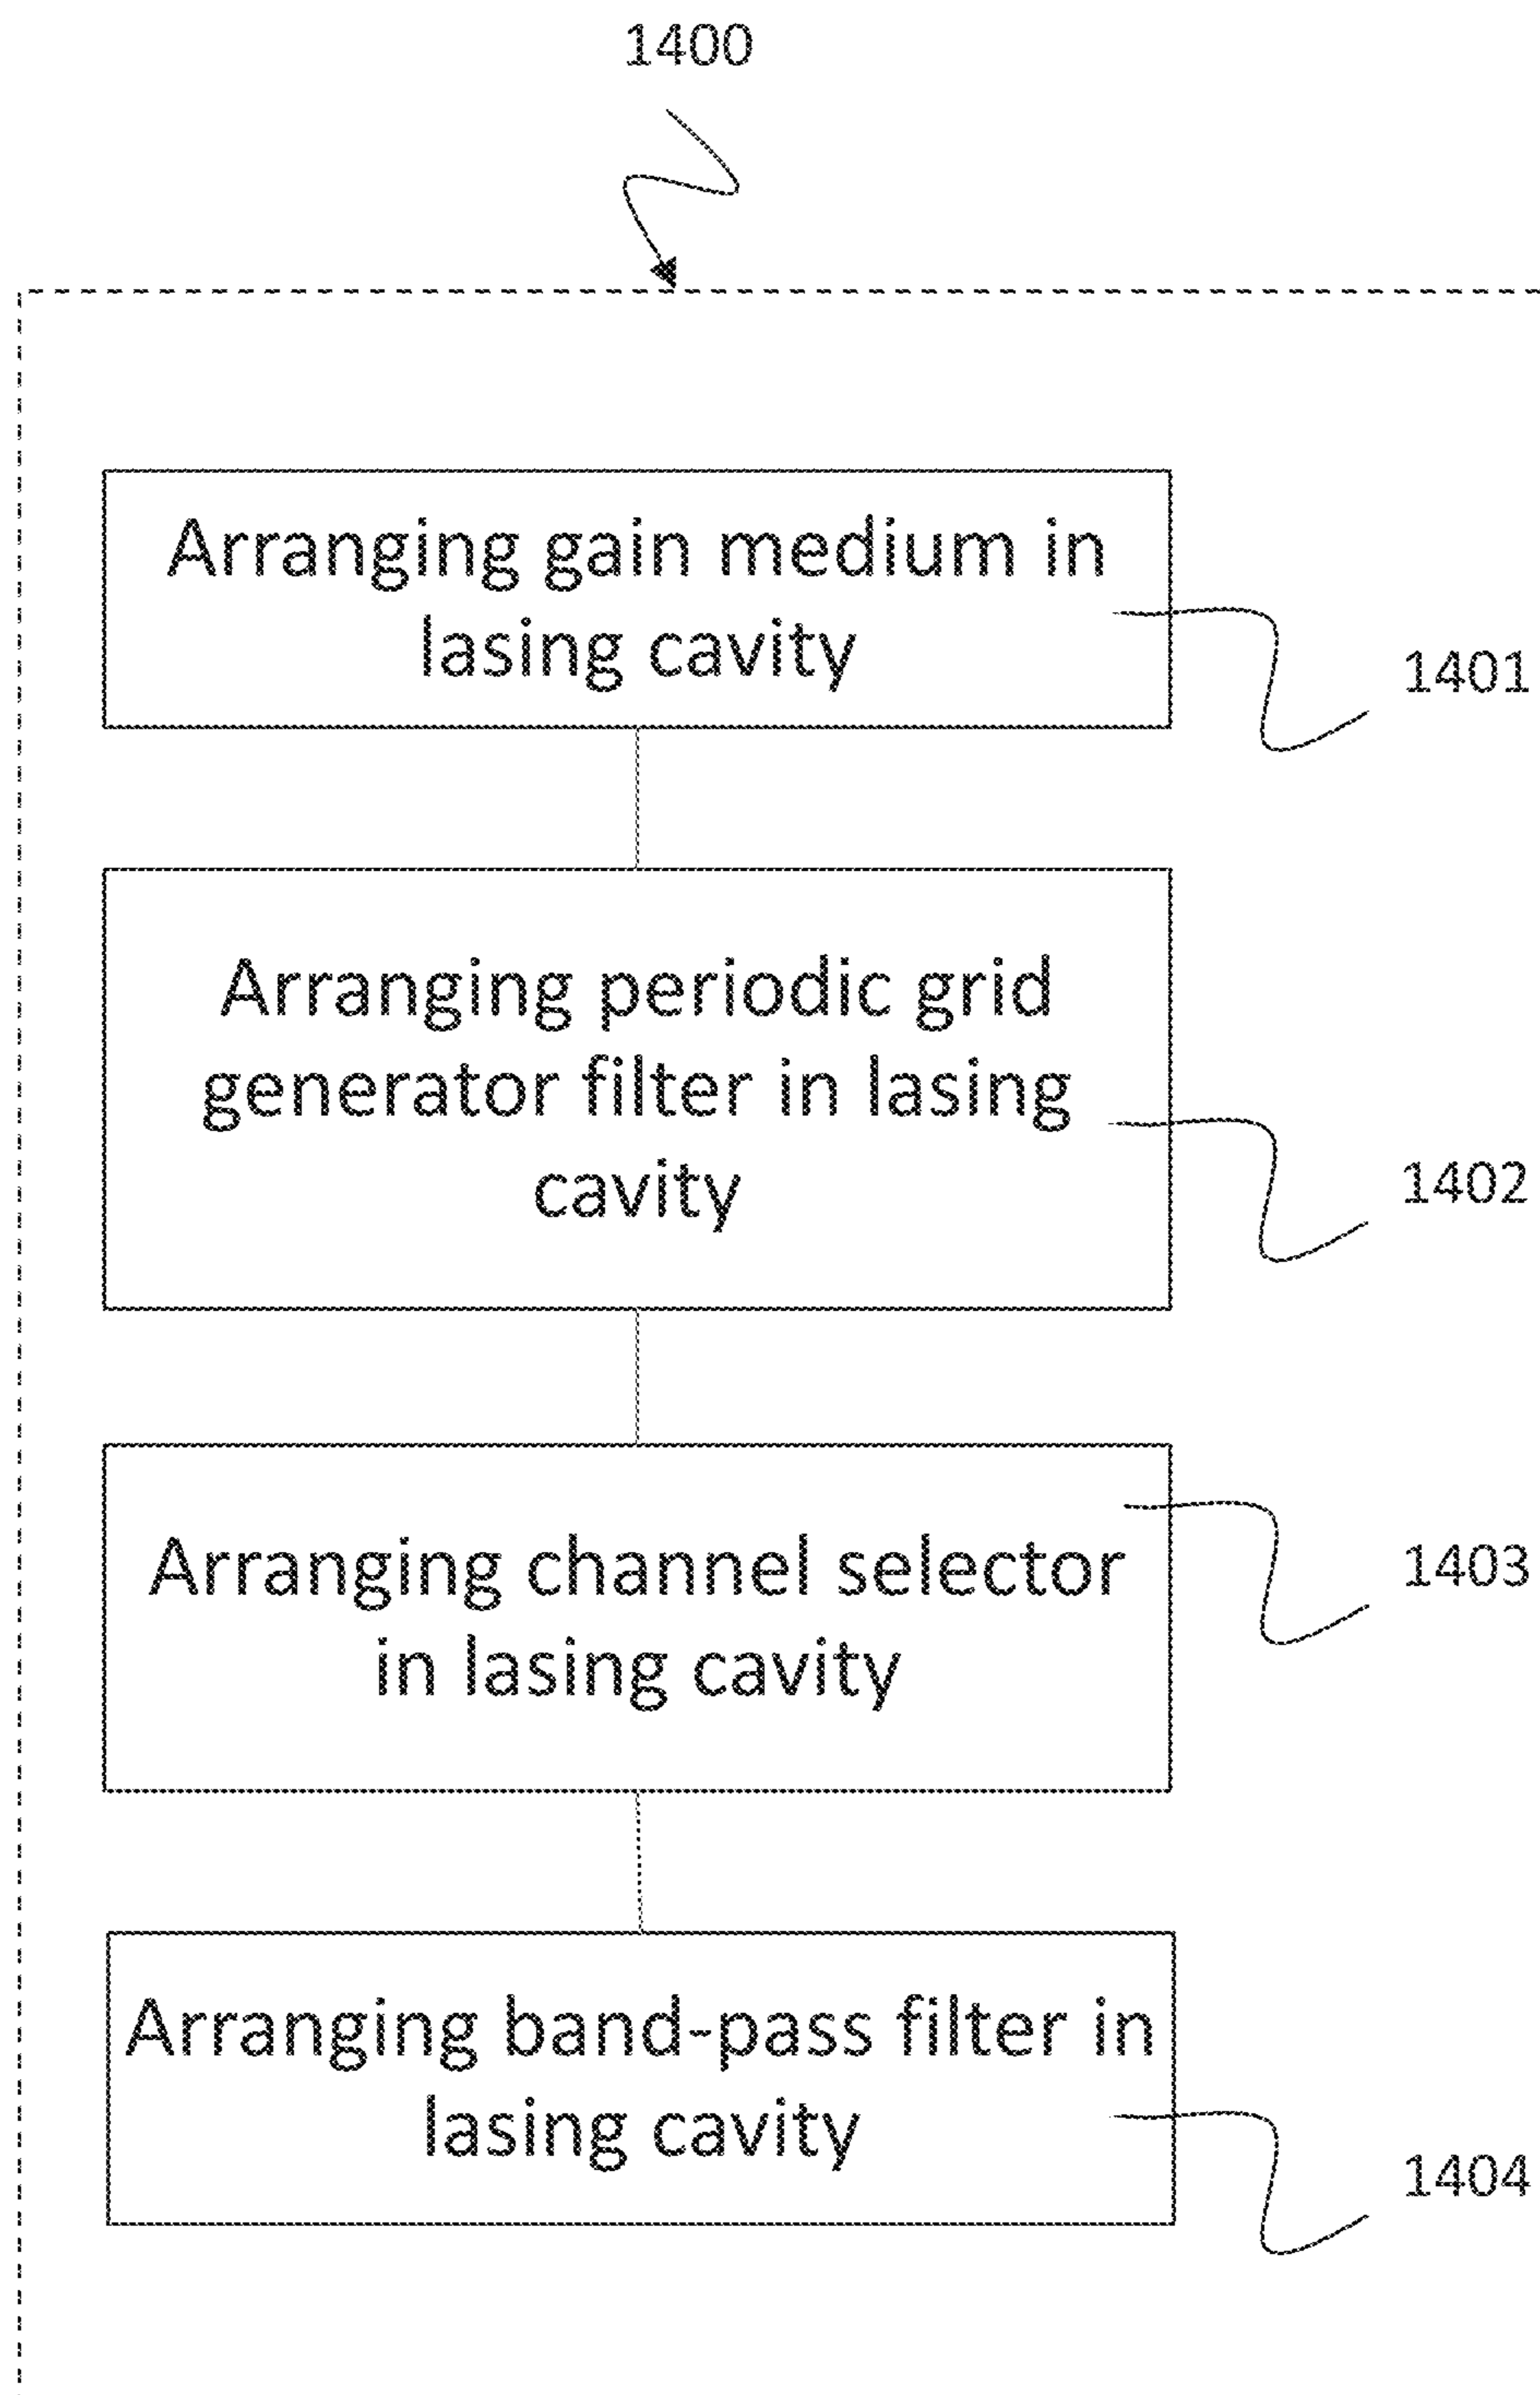 1400
Arranging gain medium in
lasing cavity
1401
Arranging periodic grid
generator filter in lasing
cavity
1402
Arranging channel selector
in lasing cavity
1403
Arranging band-pass filter in
lasing cavity
1404